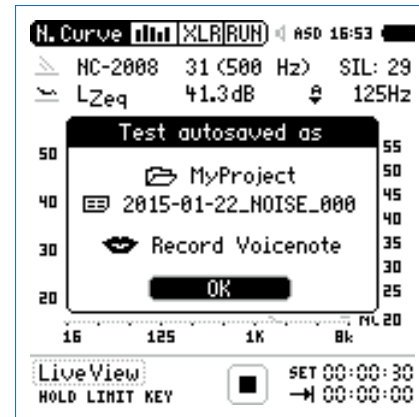 N. Curve XLR RUN ASD 16:53
NC-2008 31 (500 Hz) SIL: 29
LZeq 41.3dB 125Hz
Test autosaved as
MyProject
2015-01-22_NOISE_000
Record Voicenote
OK
50 55
40 50
30 45
20 40
35
30
25
NC 20
16 125 1K 8k
LiveView SET 00:00:30
HOLD LIMIT KEY 00:00:00